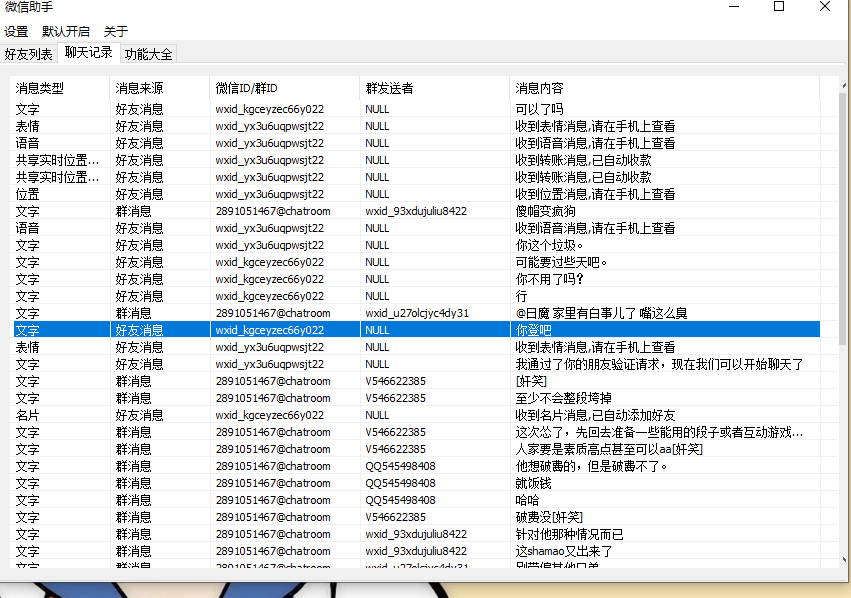 微信助手
设置 默认开启 关于
好友列表 聊天记录 功能大全
消息类型 消息来源 微信ID/群ID 群发送者 消息内容
文字 好友消息 wxid_kgceyzec66y022 NULL 可以了吗
表情 好友消息 wxid_yx3u6uqpwsjt22 NULL 收到表情消息,请在手机上查看
语音 好友消息 wxid_yx3u6uqpwsjt22 NULL 收到语音消息,请在手机上查看
共享实时位置... 好友消息 wxid_yx3u6uqpwsjt22 NULL 收到转账消息,已自动收款
共享实时位置... 好友消息 wxid_yx3u6uqpwsjt22 NULL 收到转账消息,已自动收款
位置 好友消息 wxid_yx3u6uqpwsjt22 NULL 收到位置消息,请在手机上查看
文字 群消息 2891051467@chatroom wxid_93xdujuliu8422 傻帽变疯狗
语音 好友消息 wxid_yx3u6uqpwsjt22 NULL 收到语音消息,请在手机上查看
文字 好友消息 wxid_yx3u6uqpwsjt22 NULL 你这个垃圾。
文字 好友消息 wxid_kgceyzec66y022 NULL 可能要过些天吧。
文字 好友消息 wxid_kgceyzec66y022 NULL 你不用了吗?
文字 好友消息 wxid_kgceyzec66y022 NULL 行
文字 群消息 2891051467@chatroom wxid_u27olcjyc4dy31 @日魔 家里有白事儿了 嘴这么臭
文字 好友消息 wxid_kgceyzec66y022 NULL 你登吧
表情 好友消息 wxid_yx3u6uqpwsjt22 NULL 收到表情消息,请在手机上查看
文字 好友消息 wxid_yx3u6uqpwsjt22 NULL 我通过了你的朋友验证请求，现在我们可以开始聊天了
文字 群消息 2891051467@chatroom V546622385 [奸笑]
文字 群消息 2891051467@chatroom V546622385 至少不会整段垮掉
名片 好友消息 wxid_kgceyzec66y022 NULL 收到名片消息,已自动添加好友
文字 群消息 2891051467@chatroom V546622385 这次怂了，先回去准备一些能用的段子或者互动游戏...
文字 群消息 2891051467@chatroom V546622385 人家要是素质高点甚至可以aa[奸笑]
文字 群消息 2891051467@chatroom QQ545498408 他想破费的，但是破费不了。
文字 群消息 2891051467@chatroom QQ545498408 就饭钱
文字 群消息 2891051467@chatroom QQ545498408 哈哈
文字 群消息 2891051467@chatroom V546622385 破费没[奸笑]
文字 群消息 2891051467@chatroom wxid_93xdujuliu8422 针对他那种情况而已
文字 群消息 2891051467@chatroom wxid_93xdujuliu8422 这shamao又出来了
文字 群消息 2891051467@chatroom wxid_u27olcjyc4dy31 别带偏其他兄弟